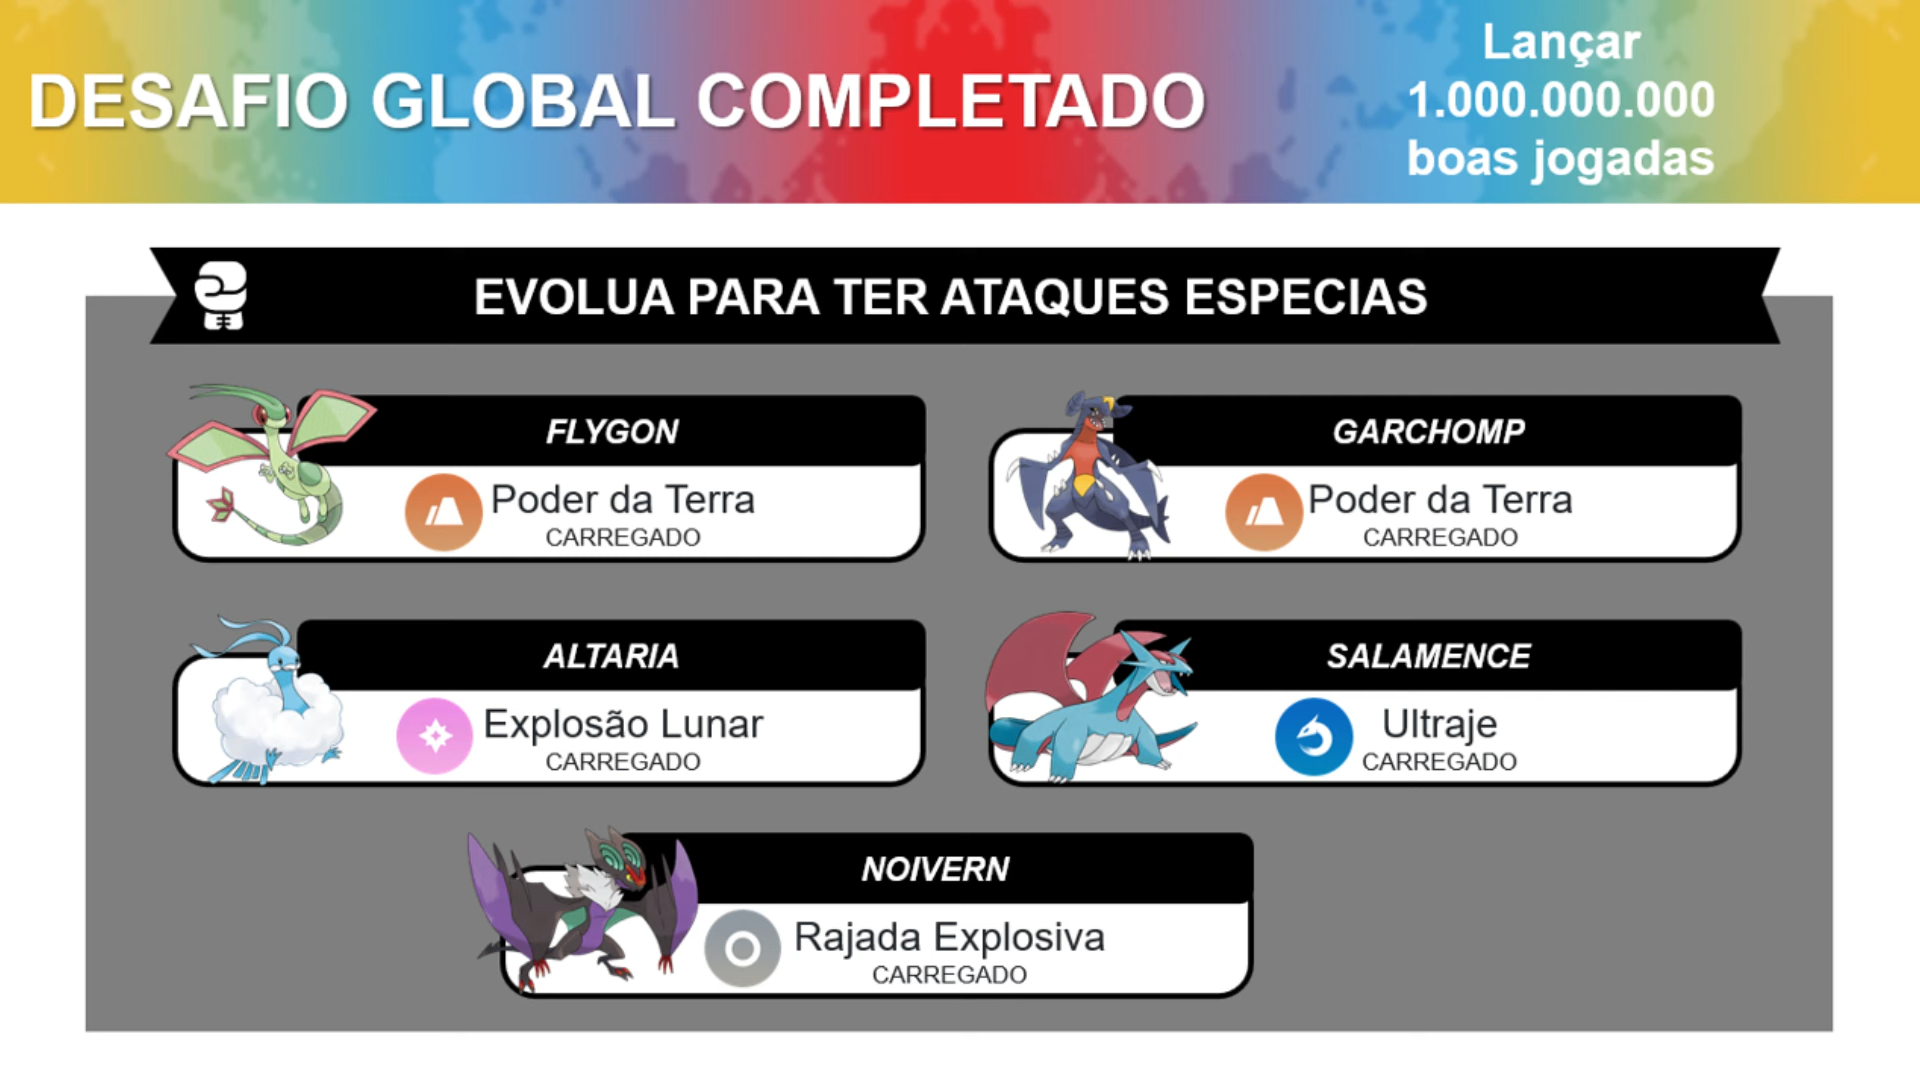 DESAFIO GLOBAL COMPLETADO
Lançar
1.000.000.000
boas jogadas
EVOLUA PARA TER ATAQUES ESPECIAS
FLYGON
Poder da Terra
CARREGADO
GARCHOMP
Poder da Terra
CARREGADO
ALTARIA
Explosão Lunar
CARREGADO
SALAMENCE
Ultraje
CARREGADO
NOIVERN
Rajada Explosiva
CARREGADO